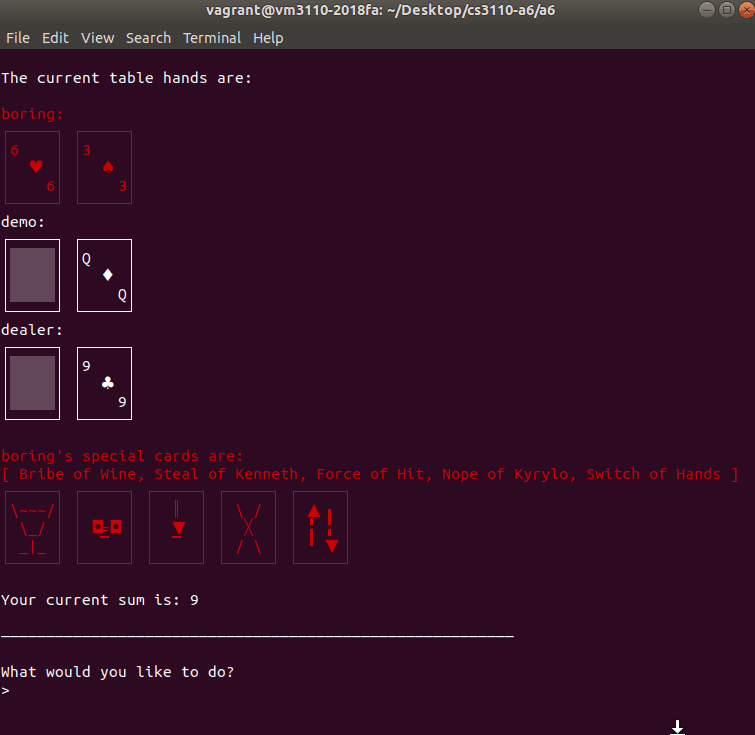 vagrant@vm3110-2018fa: ~/Desktop/cs3110-a6/a6
File Edit View Search Terminal Help
The current table hands are:
boring:
6 3
♥ ♠
6 3
demo:
Q
♦
Q
dealer:
9
♣
9
boring's special cards are:
[ Bribe of Wine, Steal of Kenneth, Force of Hit, Nope of Kyrylo, Switch of Hands ]
Your current sum is: 9
What would you like to do?
>